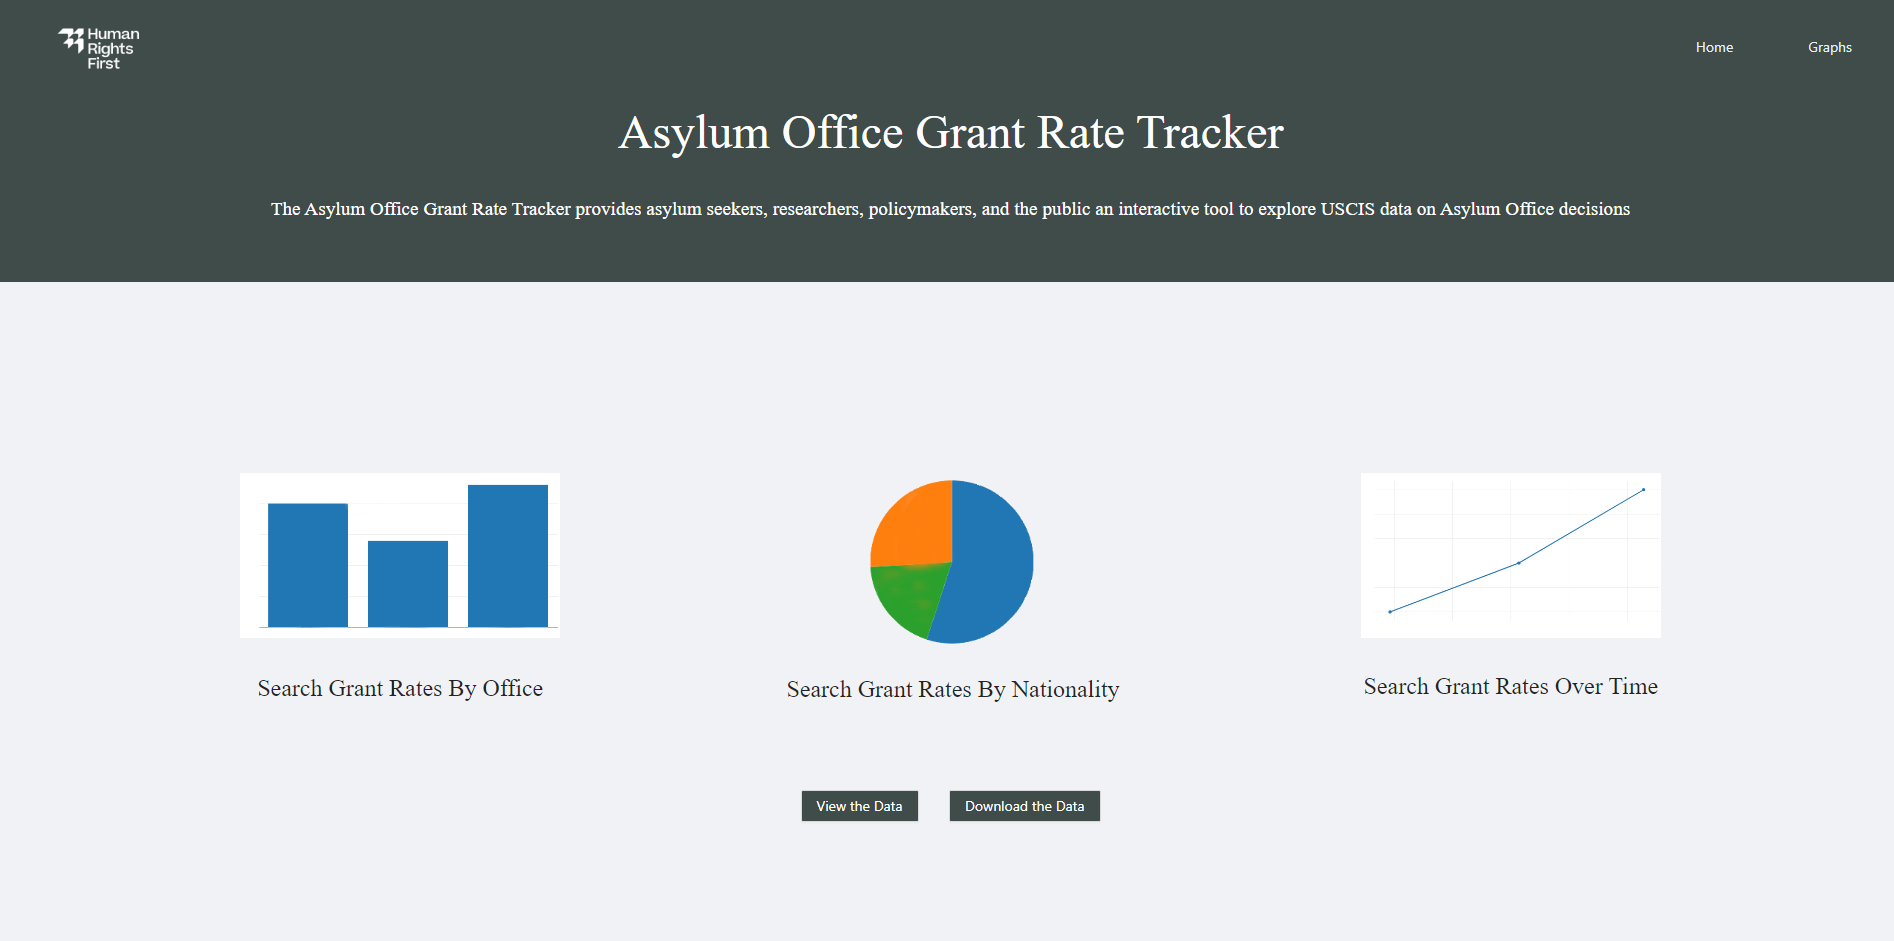 Human
Rights
First
Home
Graphs
Asylum Office Grant Rate Tracker
The Asylum Office Grant Rate Tracker provides asylum seekers, researchers, policymakers, and the public an interactive tool to explore USCIS data on Asylum Office decisions
Search Grant Rates By Office
Search Grant Rates By Nationality
Search Grant Rates Over Time
View the Data
Download the Data